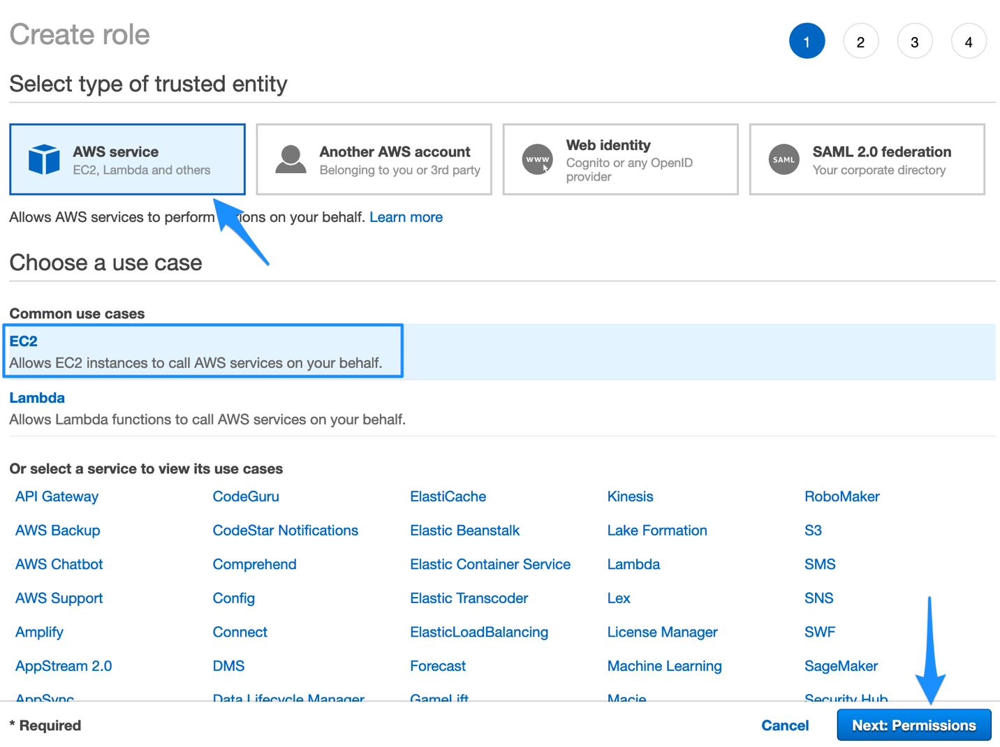 Create role
1 2 3 4
Select type of trusted entity
AWS service
EC2, Lambda and others
Another AWS account
Belonging to you or 3rd party
www
Web identity
Cognito or any OpenID
provider
SAML
SAML 2.0 federation
Your corporate directory
Allows AWS services to perform ions on your behalf. Learn more
Choose a use case
Common use cases
EC2
Allows EC2 instances to call AWS services on your behalf.
Lambda
Allows Lambda functions to call AWS services on your behalf.
Or select a service to view its use cases
API Gateway CodeGuru ElastiCache Kinesis RoboMaker
AWS Backup CodeStar Notifications Elastic Beanstalk Lake Formation S3
AWS Chatbot Comprehend Elastic Container Service Lambda SMS
AWS Support Config Elastic Transcoder Lex SNS
Amplify Connect ElasticLoadBalancing License Manager SWF
AppStream 2.0 DMS Forecast Machine Learning SageMaker
AppSync Data Lifecycle Manager GameLift Macie Security Hub
* Required
Cancel
Next: Permissions